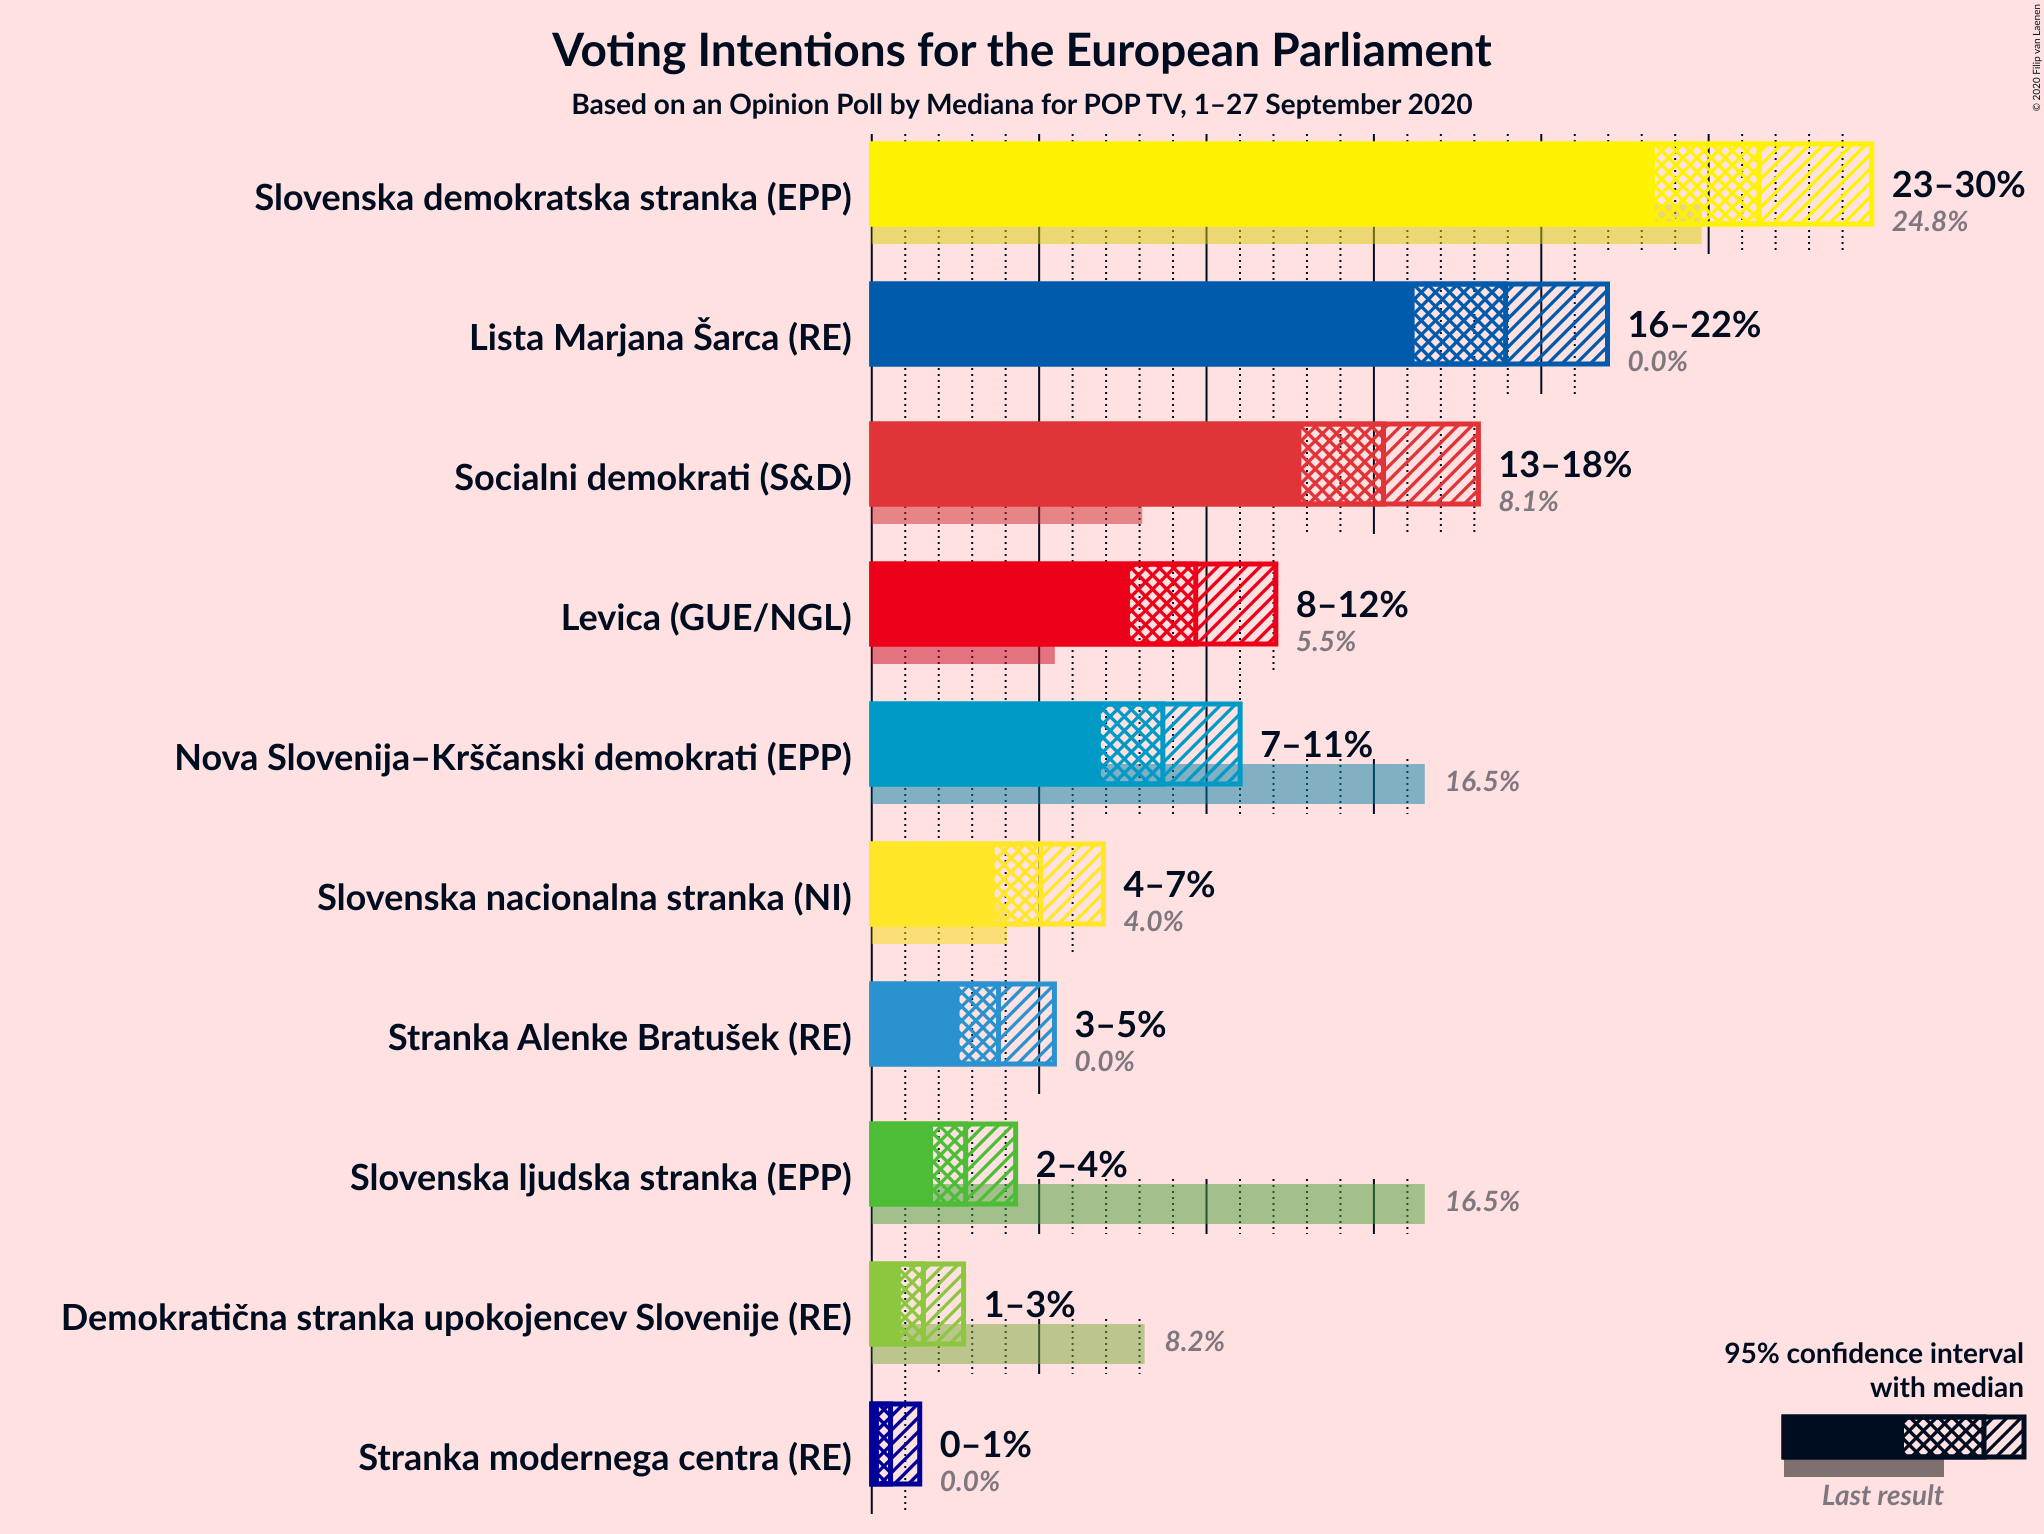 Voting Intentions for the European Parliament
Based on an Opinion Poll by Mediana for POP TV, 1–27 September 2020
© 2020 Filip van Laenen
Slovenska demokratska stranka (EPP)
23–30%
24.8%
Lista Marjana Šarca (RE)
16–22%
0.0%
Socialni demokrati (S&D)
13–18%
8.1%
Levica (GUE/NGL)
8–12%
5.5%
Nova Slovenija–Krščanski demokrati (EPP)
7–11%
16.5%
Slovenska nacionalna stranka (NI)
4–7%
4.0%
Stranka Alenke Bratušek (RE)
3–5%
0.0%
Slovenska ljudska stranka (EPP)
2–4%
16.5%
Demokratična stranka upokojencev Slovenije (RE)
1–3%
8.2%
Stranka modernega centra (RE)
0–1%
0.0%
95% confidence interval
with median
Last result